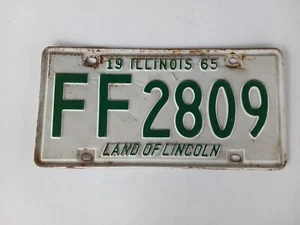 19 ILLINOIS 65
FF 2809
LAND OF LINCOLN